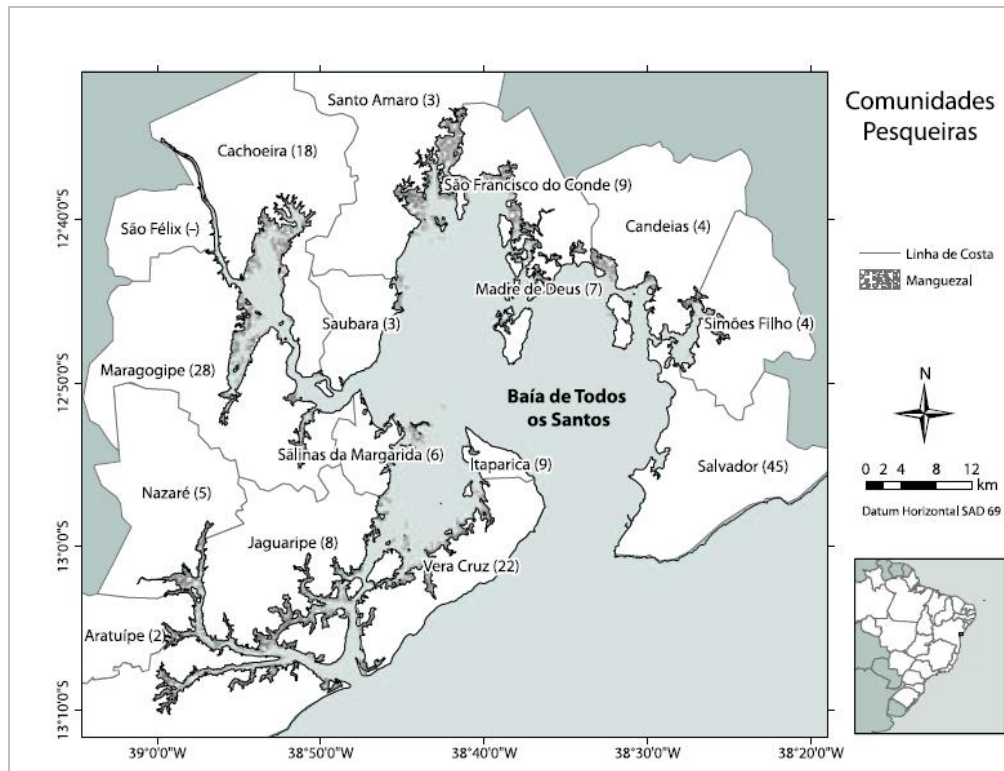 Comunidades
Pesqueiras
Linha de Costa
Manguezal
N
0 2 4 8 12
km
Datum Horizontal SAD 69
Santo Amaro (3)
Cachoeira (18)
São Francisco do Conde (9)
São Félix (–)
Candeias (4)
Madre de Deus (7)
Saubara (3)
Simões Filho (4)
Maragogipe (28)
Baía de Todos
os Santos
Salinas da Margarida (6)
Itaparica (9)
Salvador (45)
Nazaré (5)
Jaguaripe (8)
Vera Cruz (22)
Aratuípe (2)
12°40'0"S
12°50'0"S
13°0'0"S
13°10'0"S
39°0'0"W
38°50'0"W
38°40'0"W
38°30'0"W
38°20'0"W